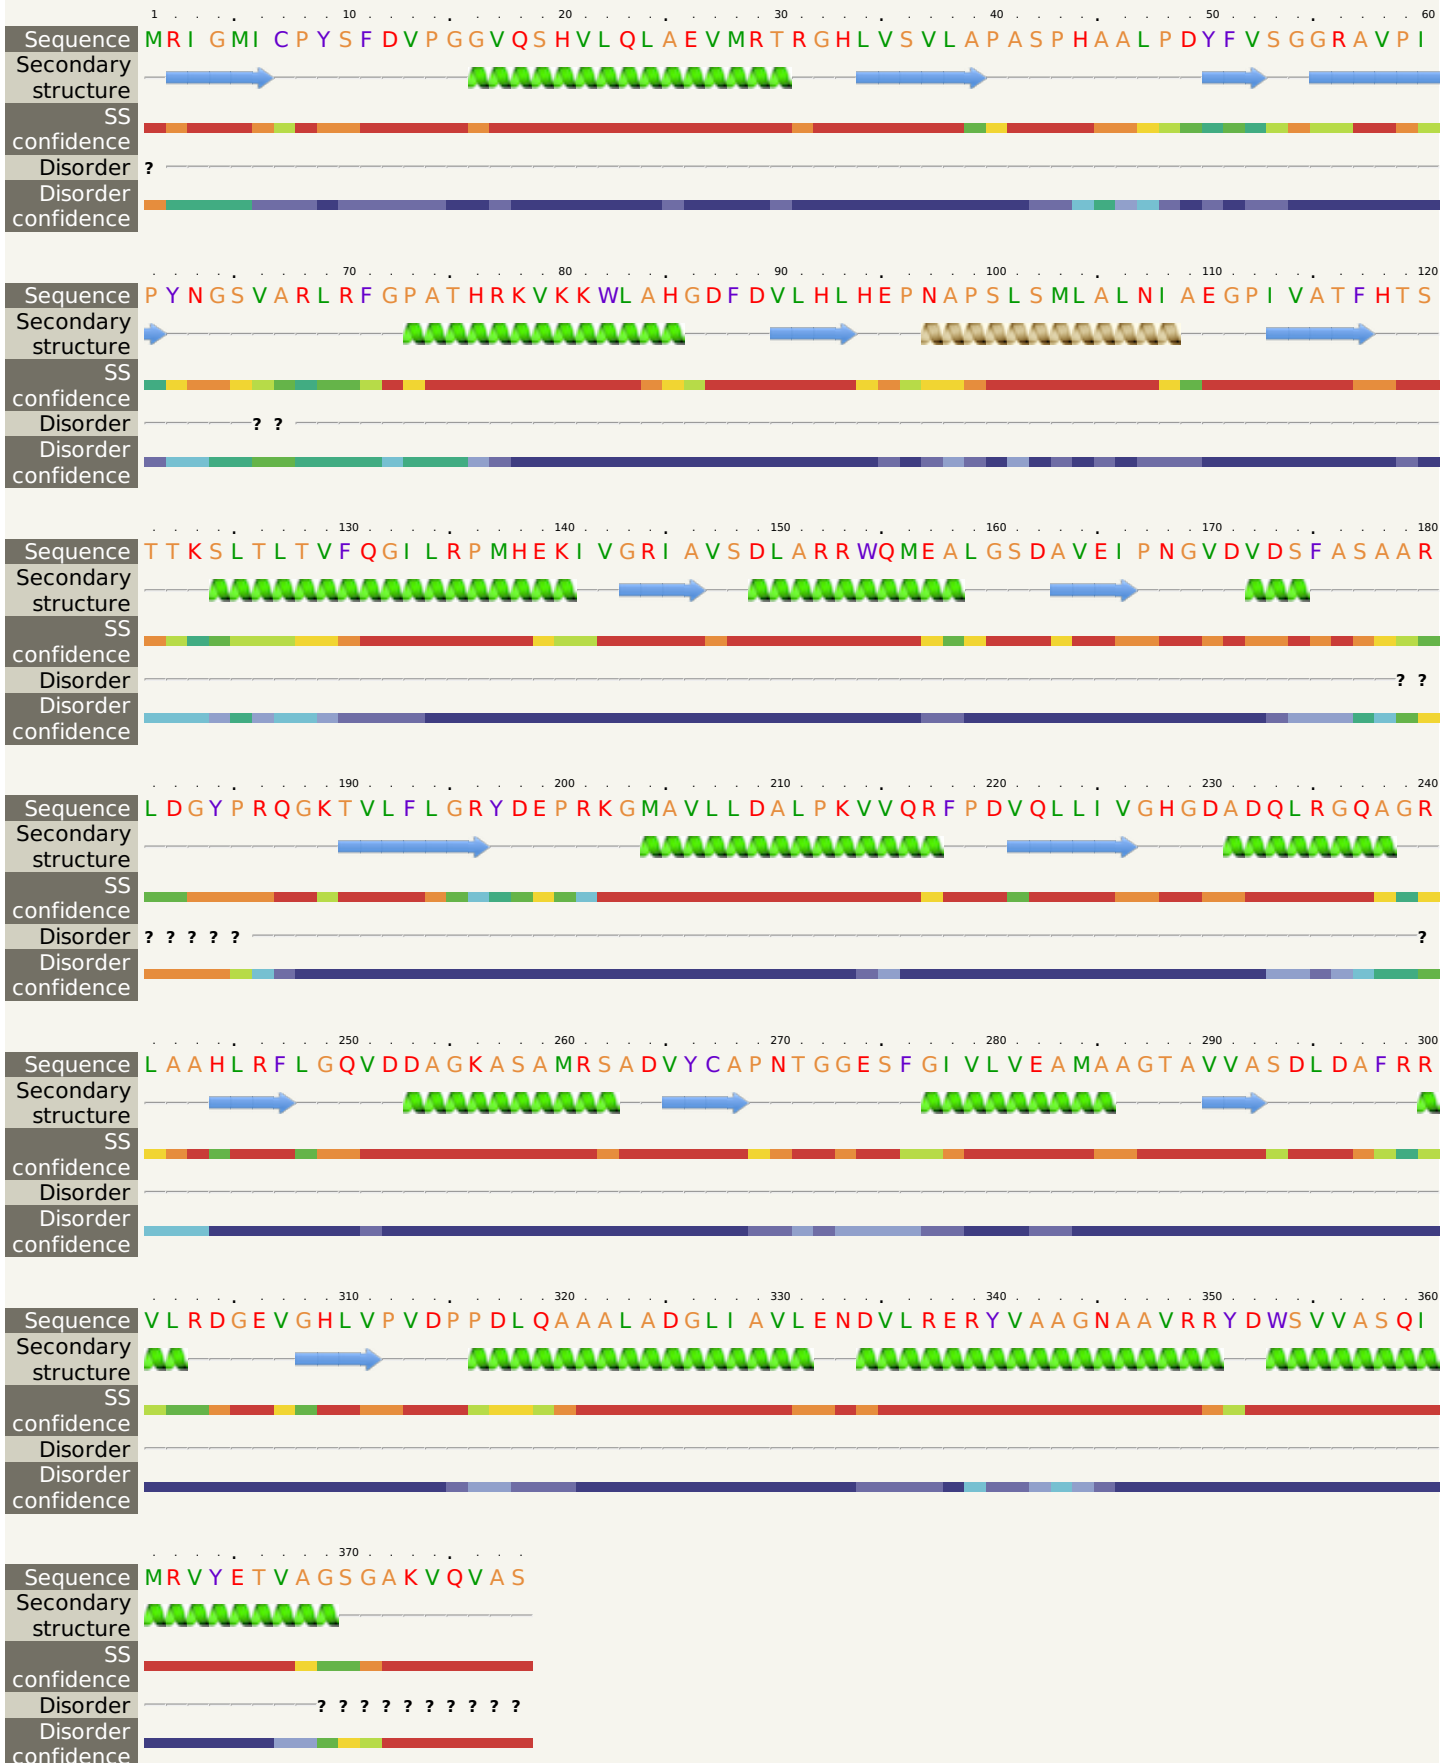 1 10 20 30 40 50 60
Sequence MRIGMICPYSFDVPGGVQSHVLQLAEVMRTRGHLVSVLAPASPHAALPDYFVSGGRAVPI
Secondary
structure
SS
confidence
Disorder ?
Disorder
confidence
70 80 90 100 110 120
Sequence PYNGSVARLRFGPATHRKVKKWLAHGDFDVLHLHEPNAPSLSMLALNIAEGPIVATFHTS
Secondary
structure
SS
confidence
Disorder ? ?
Disorder
confidence
130 140 150 160 170 180
Sequence TTKSLTLTVFQGILRPMHEKIVGRIAVSDLARRWQMEALGSDAVEIPNGVDVDSFASAAR
Secondary
structure
SS
confidence
Disorder ? ?
Disorder
confidence
190 200 210 220 230 240
Sequence LDGYPRQGKTVLFLGRYDEPRKGMAVLLDALPKVVQRFPDVQLLIVGHGDADQLRGQAGR
Secondary
structure
SS
confidence
Disorder ? ? ? ? ? ?
Disorder
confidence
250 260 270 280 290 300
Sequence LAAHLRFLGQVDDAGKASAMRSADVYCAPNTGGESFGIVLVEAMAAGTAVVASDLDAFRR
Secondary
structure
SS
confidence
Disorder
Disorder
confidence
310 320 330 340 350 360
Sequence VLRDGEVGHLVPVDPPDLQAAALADGLIAVLENDVLRERYVAAGNAAVRRYDWSVVASQI
Secondary
structure
SS
confidence
Disorder
Disorder
confidence
370
Sequence MRVYETVAGSGAKVQVAS
Secondary
structure
SS
confidence
Disorder ? ? ? ? ? ? ? ? ? ?
Disorder
confidence